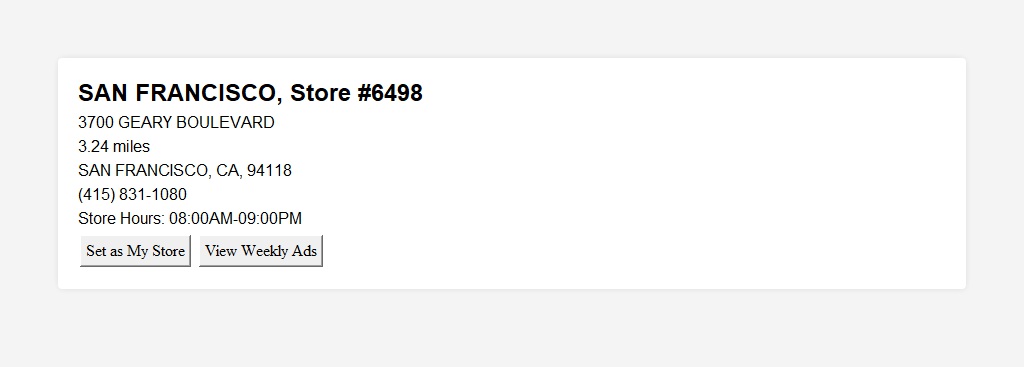 SAN FRANCISCO, Store #6498
3700 GEARY BOULEVARD
3.24 miles
SAN FRANCISCO, CA, 94118
(415) 831-1080
Store Hours: 08:00AM-09:00PM
Set as My Store View Weekly Ads